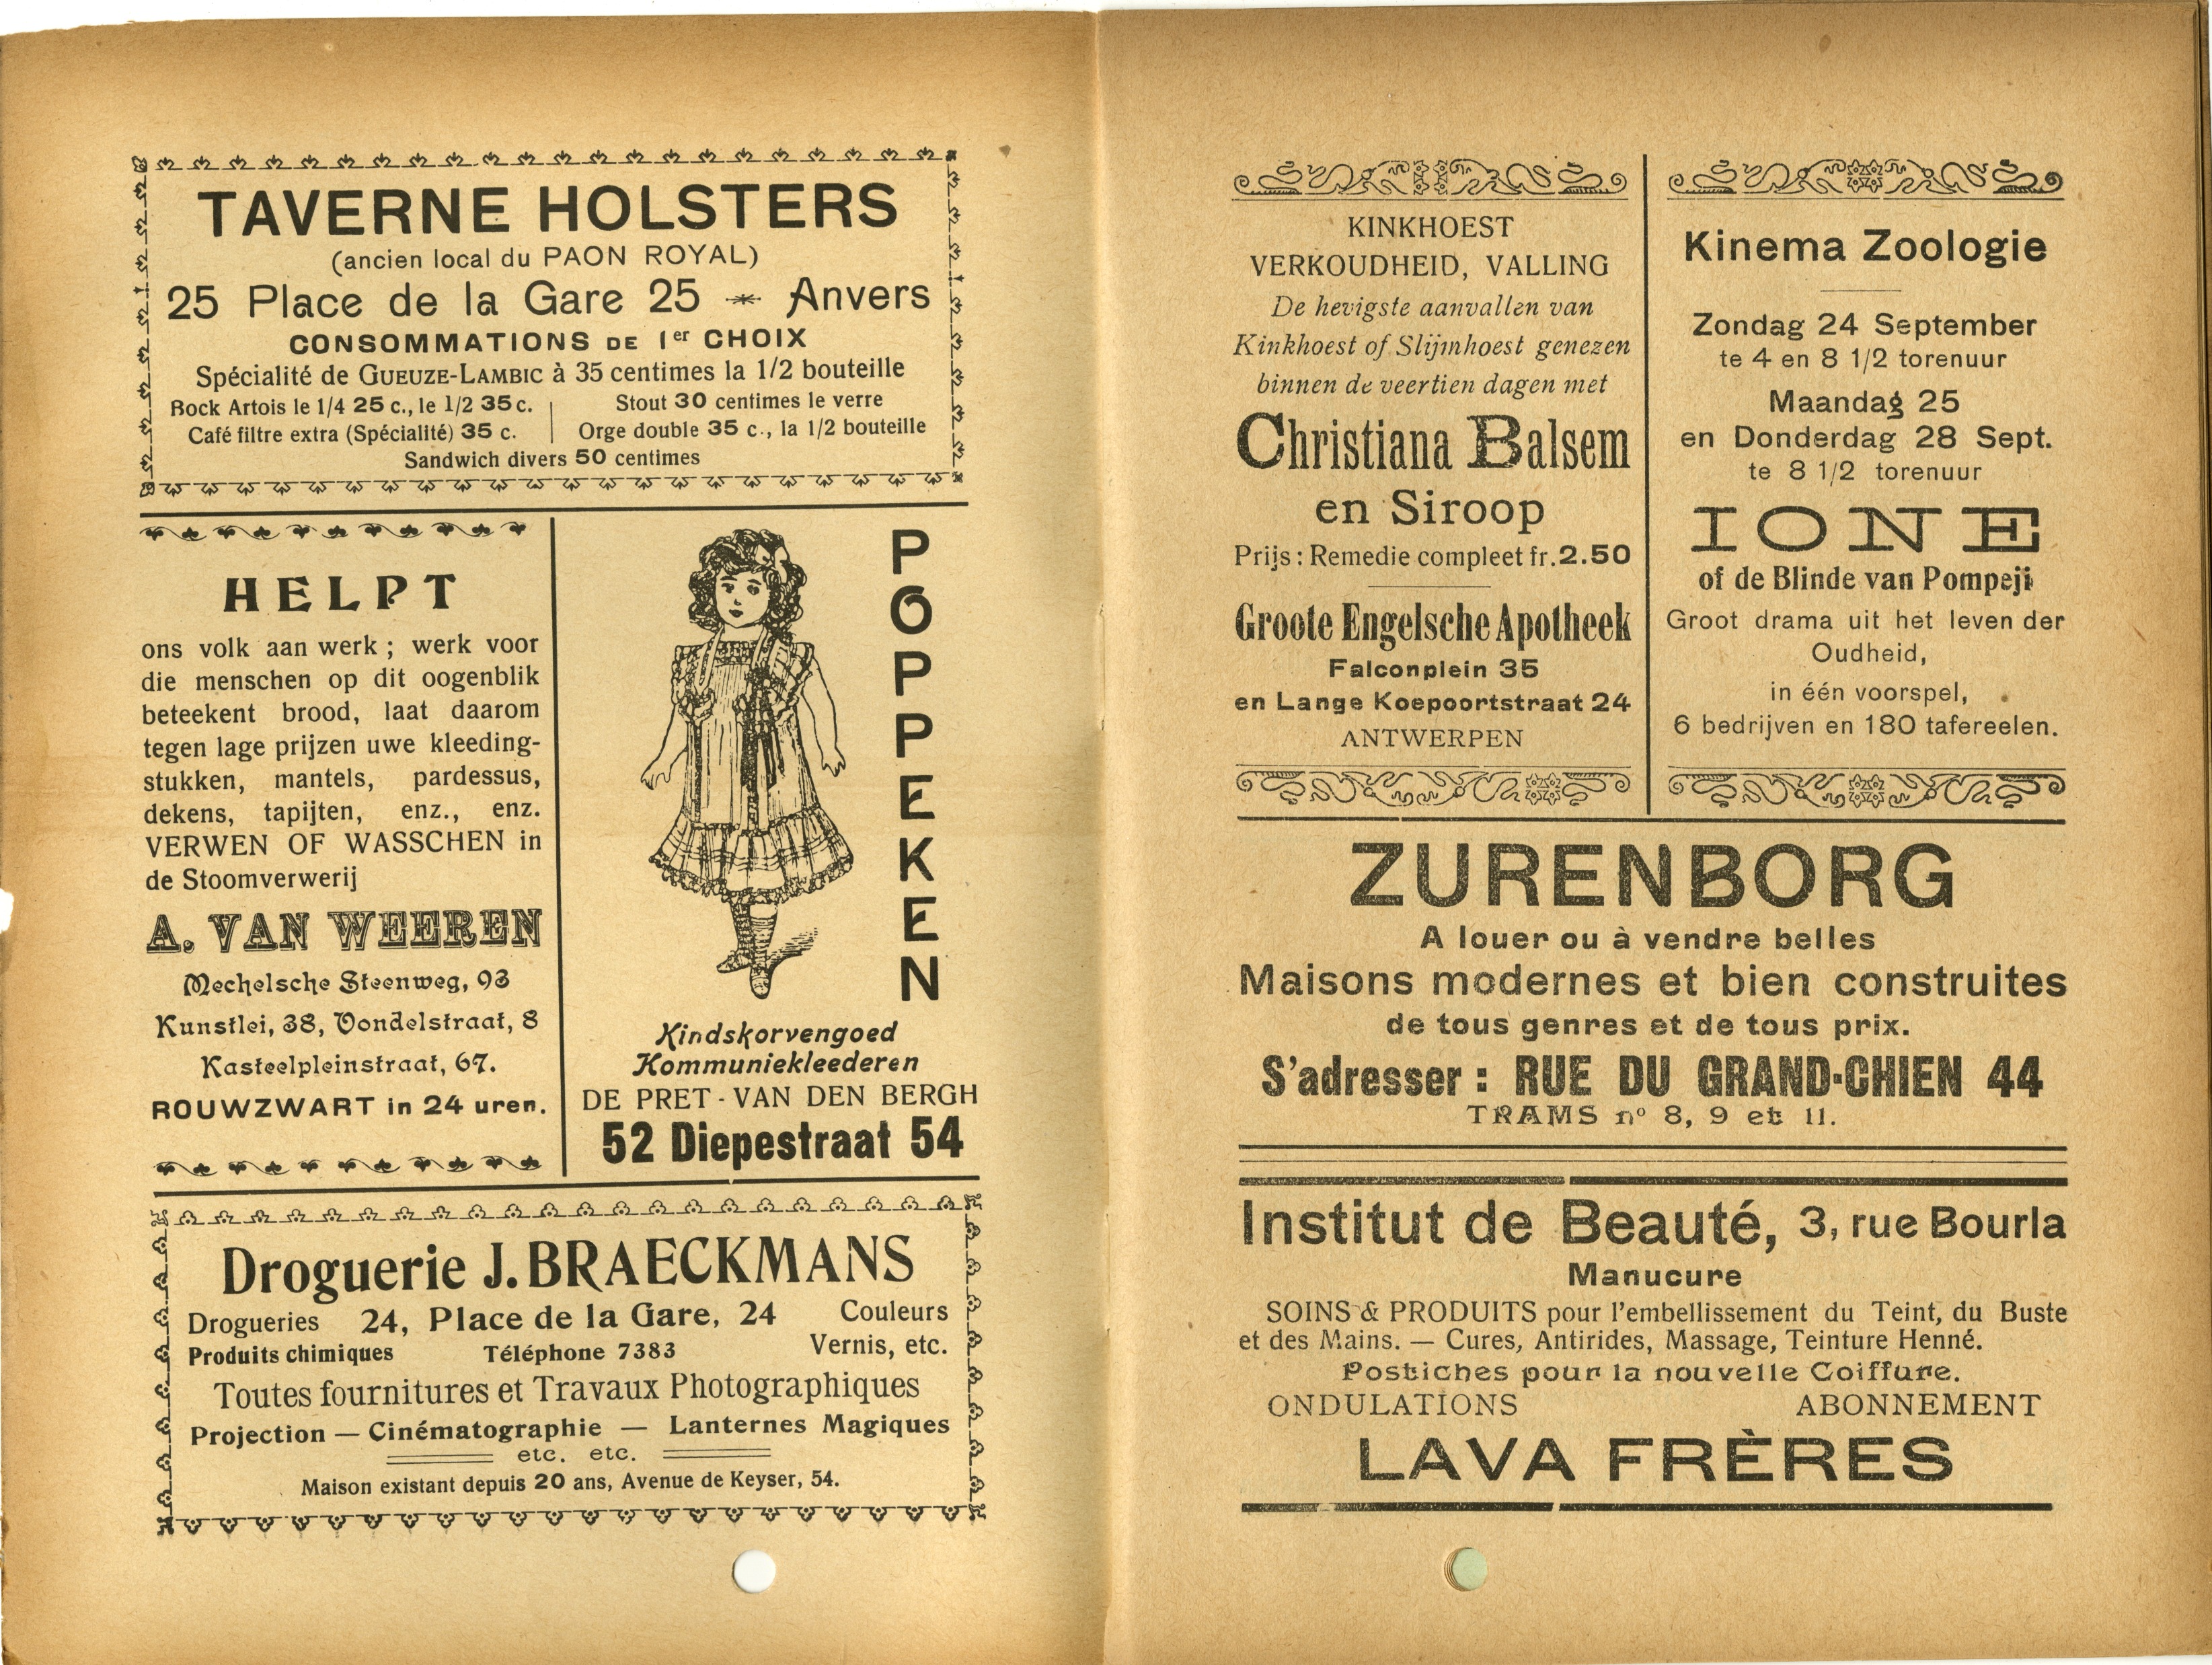 TAVERNE HOLSTERS
(ancien local du PAON ROYAL)
25 Place de la Gare 25 Anvers
CONSOMMATIONS DE 1er CHOIX
Spécialité de GUEUZE-LAMBIC à 35 centimes la 1/2 bouteille
Bock Artois le 1/4 25 c., le 1/2 35 c.
Café filtre extra (Spécialité) 35 c.
Stout 30 centimes le verre
Orge double 35 c., la 1/2 bouteille
Sandwich divers 50 centimes
HELPT
ons volk aan werk ; werk voor
die menschen op dit oogenblik
beteekent brood, laat daarom
tegen lage prijzen uwe kleeding-
stukken, mantels, pardessus,
dekens, tapijten, enz., enz.
VERWEN OF WASSCHEN in
de Stoomverwerij
A. VAN WEEREN
Mechelsche Steenweg, 93
Kunstlei, 38, Vondelstraat, 8
Kasteelpleinstraat, 67.
ROUWZWART in 24 uren.
POPPEKEN
Kindskorvengoed
Kommuniekleederen
DE PRET - VAN DEN BERGH
52 Diepestraat 54
Droguerie J. BRAECKMANS
Drogueries 24, Place de la Gare, 24 Couleurs
Produits chimiques Téléphone 7383 Vernis, etc.
Toutes fournitures et Travaux Photographiques
Projection — Cinématographie — Lanternes Magiques
etc. etc.
Maison existant depuis 20 ans, Avenue de Keyser, 54.
KINKHOEST
VERKOUDHEID, VALLING
De hevigste aanvallen van
Kinkhoest of Slijmhoest genezen
binnen de veertien dagen met
Christiana Balsem
en Siroop
Prijs : Remedie compleet fr. 2.50
Groote Engelsche Apotheek
Falconplein 35
en Lange Koepoortstraat 24
ANTWERPEN
Kinema Zoologie
Zondag 24 September
te 4 en 8 1/2 torenuur
Maandag 25
en Donderdag 28 Sept.
te 8 1/2 torenuur
IONE
of de Blinde van Pompeji
Groot drama uit het leven der
Oudheid,
in één voorspel,
6 bedrijven en 180 tafereelen.
ZURENBORG
A louer ou à vendre belles
Maisons modernes et bien construites
de tous genres et de tous prix.
S'adresser : RUE DU GRAND-CHIEN 44
TRAMS nº 8, 9 et 11.
Institut de Beauté, 3, rue Bourla
Manucure
SOINS & PRODUITS pour l'embellissement du Teint, du Buste
et des Mains. — Cures, Antirides, Massage, Teinture Henné.
Postiches pour la nouvelle Coiffure.
ONDULATIONS ABONNEMENT
LAVA FRÈRES